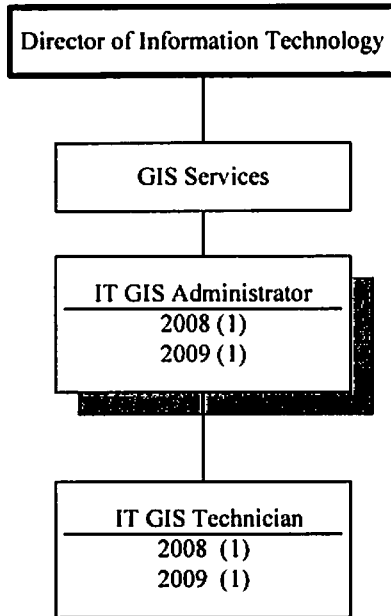 Director of Information Technology
GIS Services
IT GIS Administrator
2008 (1)
2009 (1)
IT GIS Technician
2008 (1)
2009 (1)